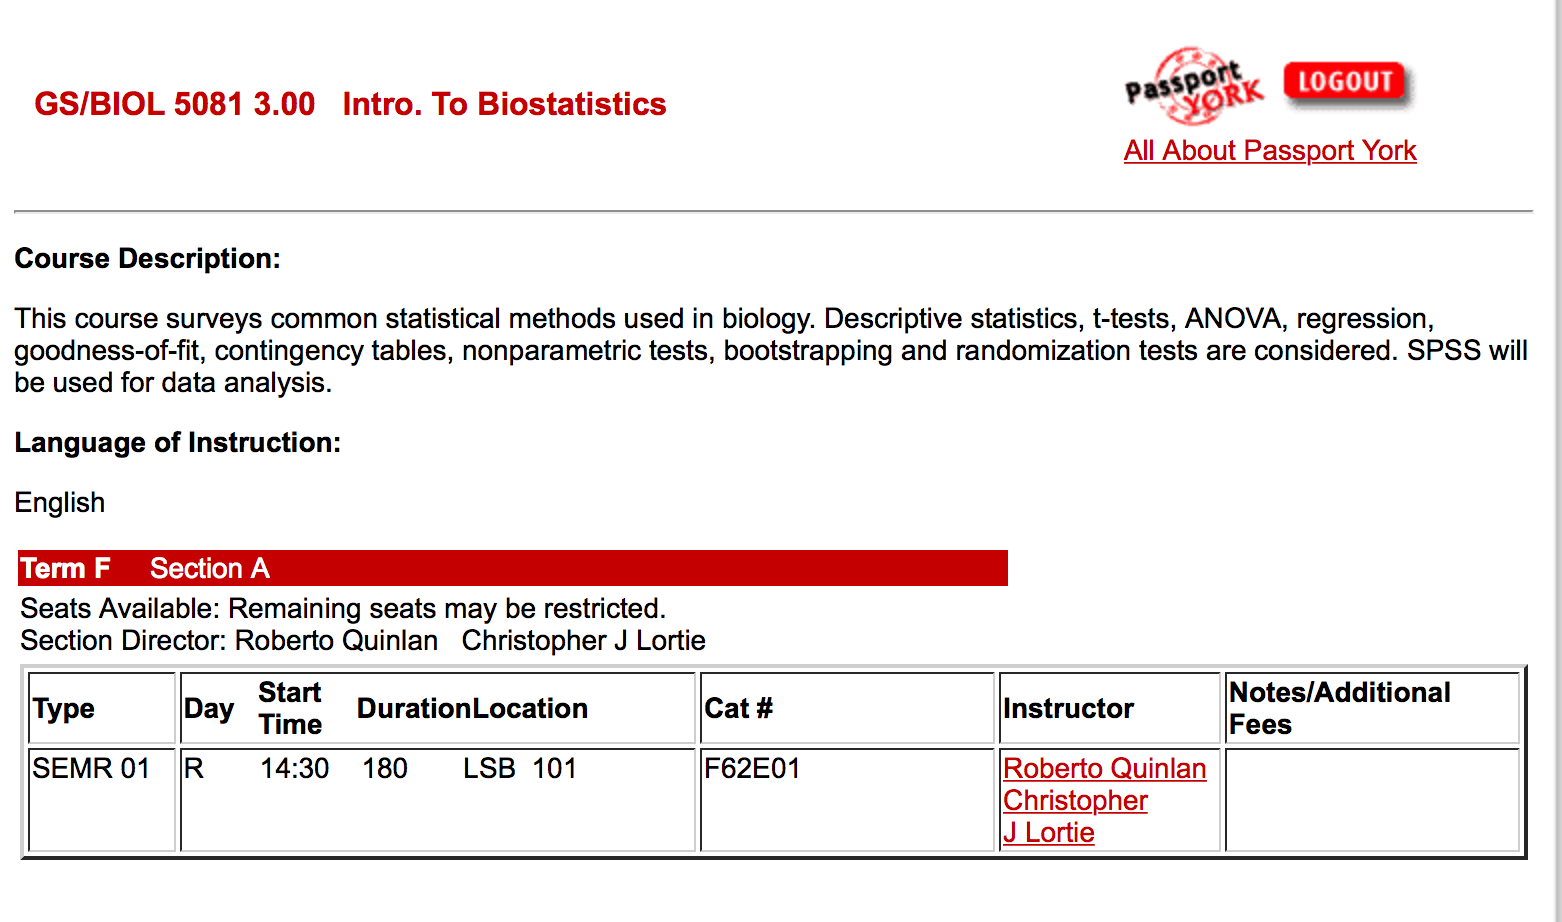 GS/BIOL 5081 3.00 Intro. To Biostatistics
Passport YORK
LOGOUT
All About Passport York
Course Description:
This course surveys common statistical methods used in biology. Descriptive statistics, t-tests, ANOVA, regression,
goodness-of-fit, contingency tables, nonparametric tests, bootstrapping and randomization tests are considered. SPSS will
be used for data analysis.
Language of Instruction:
English
Term F Section A
Seats Available: Remaining seats may be restricted.
Section Director: Roberto Quinlan Christopher J Lortie
Type Day Start Time DurationLocation Cat # Instructor Notes/Additional Fees
SEMR 01 R 14:30 180 LSB 101 F62E01 Roberto Quinlan
Christopher
J Lortie